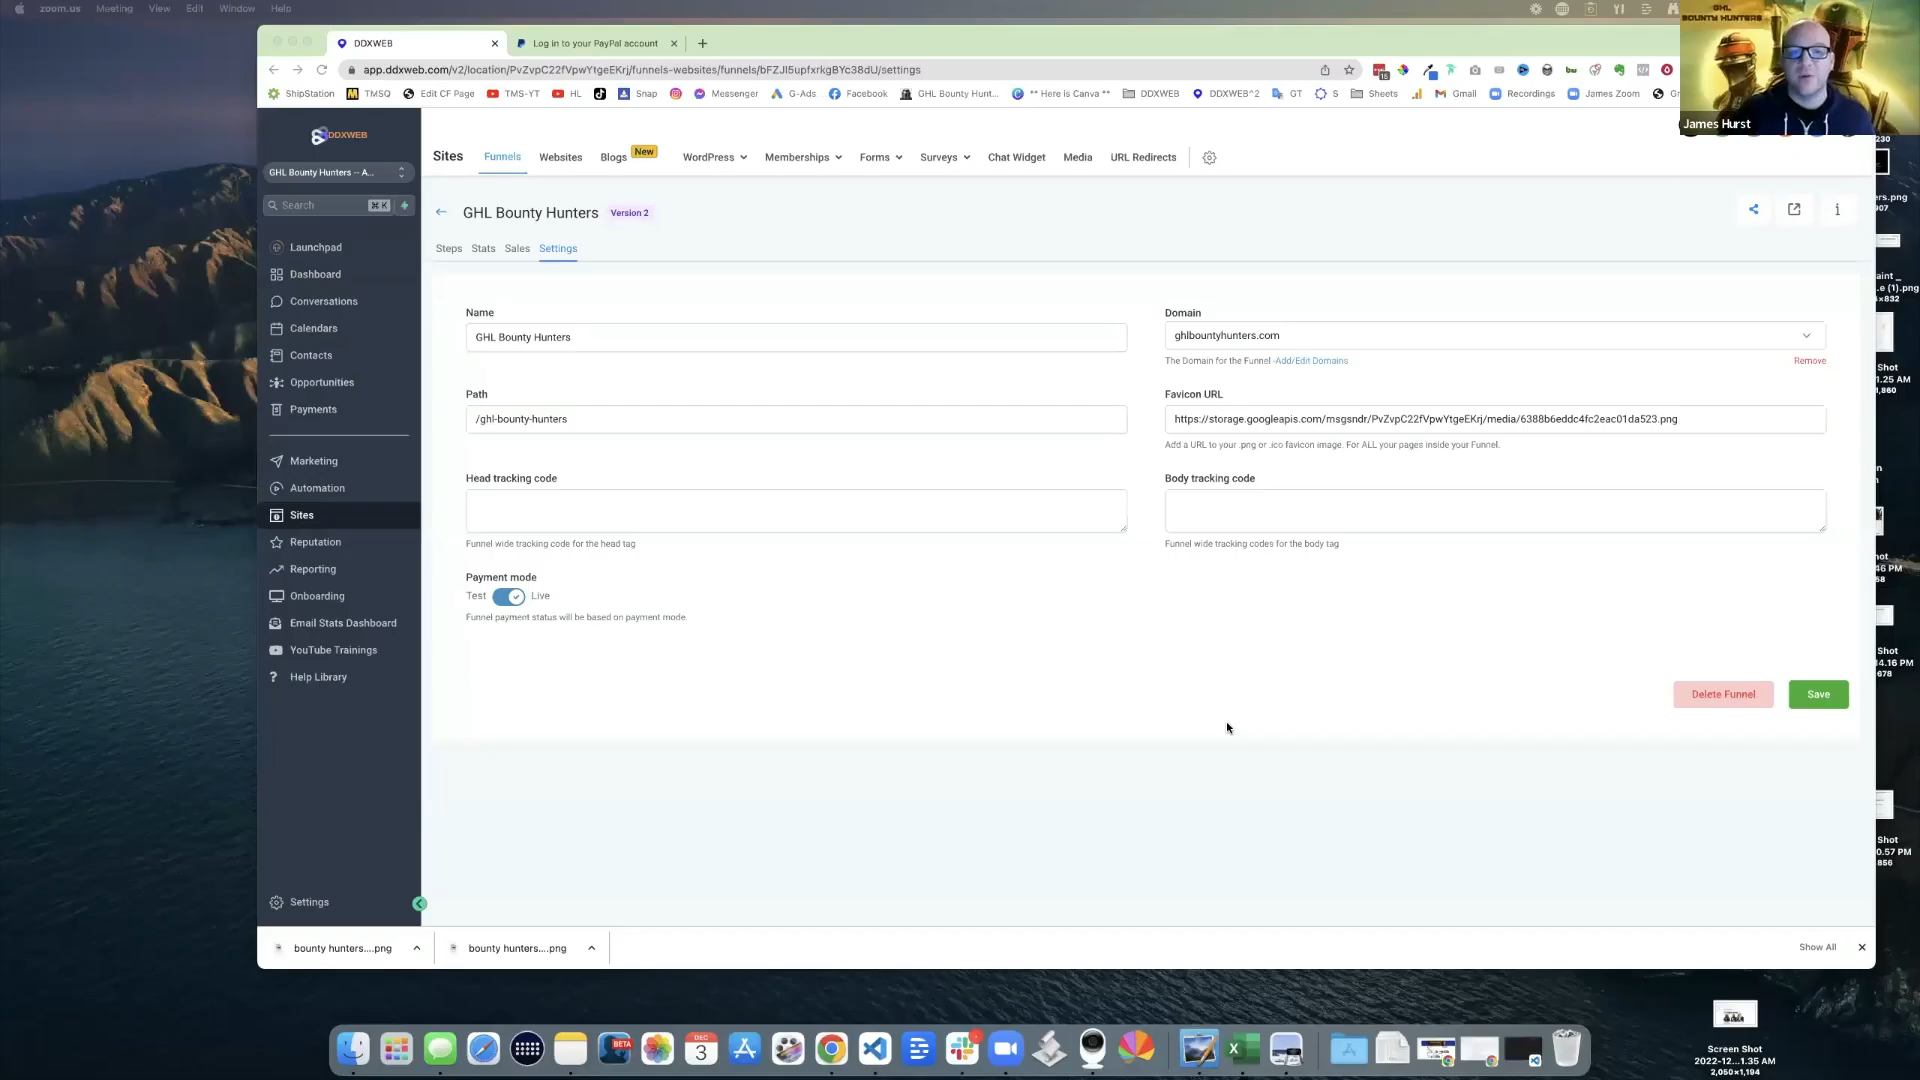 zoom.us Meeting View Edit Window Help
DDXWEB
Log in to your PayPal account
app.ddxweb.com/v2/location/PvZvpC22fVpwYtgeEKrj/funnels-websites/funnels/bFZJl5upfxrkgBYc38dU/settings
ShipStation TMSQ Edit CF Page TMS-YT HL Snap Messenger G-Ads Facebook GHL Bounty Hunt... ** Here is Canva ** DDXWEB DDXWEB^2 GT S Sheets Gmail Recordings James Zoom
GHL
BOUNTY HUNTERS
James Hurst
DDXWEB
GHL Bounty Hunters -- A...
Search ⌘ K
Launchpad
Dashboard
Conversations
Calendars
Contacts
Opportunities
Payments
Marketing
Automation
Sites
Reputation
Reporting
Onboarding
Email Stats Dashboard
YouTube Trainings
Help Library
Settings
Sites Funnels Websites Blogs New WordPress Memberships Forms Surveys Chat Widget Media URL Redirects
GHL Bounty Hunters Version 2
Steps Stats Sales Settings
Name
GHL Bounty Hunters
Domain
ghlbountyhunters.com
The Domain for the Funnel -Add/Edit Domains
Remove
Path
/ghl-bounty-hunters
Favicon URL
https://storage.googleapis.com/msgsndr/PvZvpC22fVpwYtgeEKrj/media/6388b6eddc4fc2eac01da523.png
Add a URL to your .png or .ico favicon image. For ALL your pages inside your Funnel.
Head tracking code
Funnel wide tracking code for the head tag
Body tracking code
Funnel wide tracking codes for the body tag
Payment mode
Test Live
Funnel payment status will be based on payment mode.
Delete Funnel Save
bounty hunters....png
bounty hunters....png
Show All
BETA
DEC
3
Screen Shot
2022-12...1.35 AM
2,050×1,194